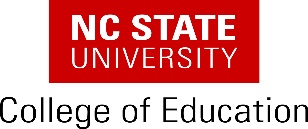 NC STATE
UNIVERSITY
College of Education